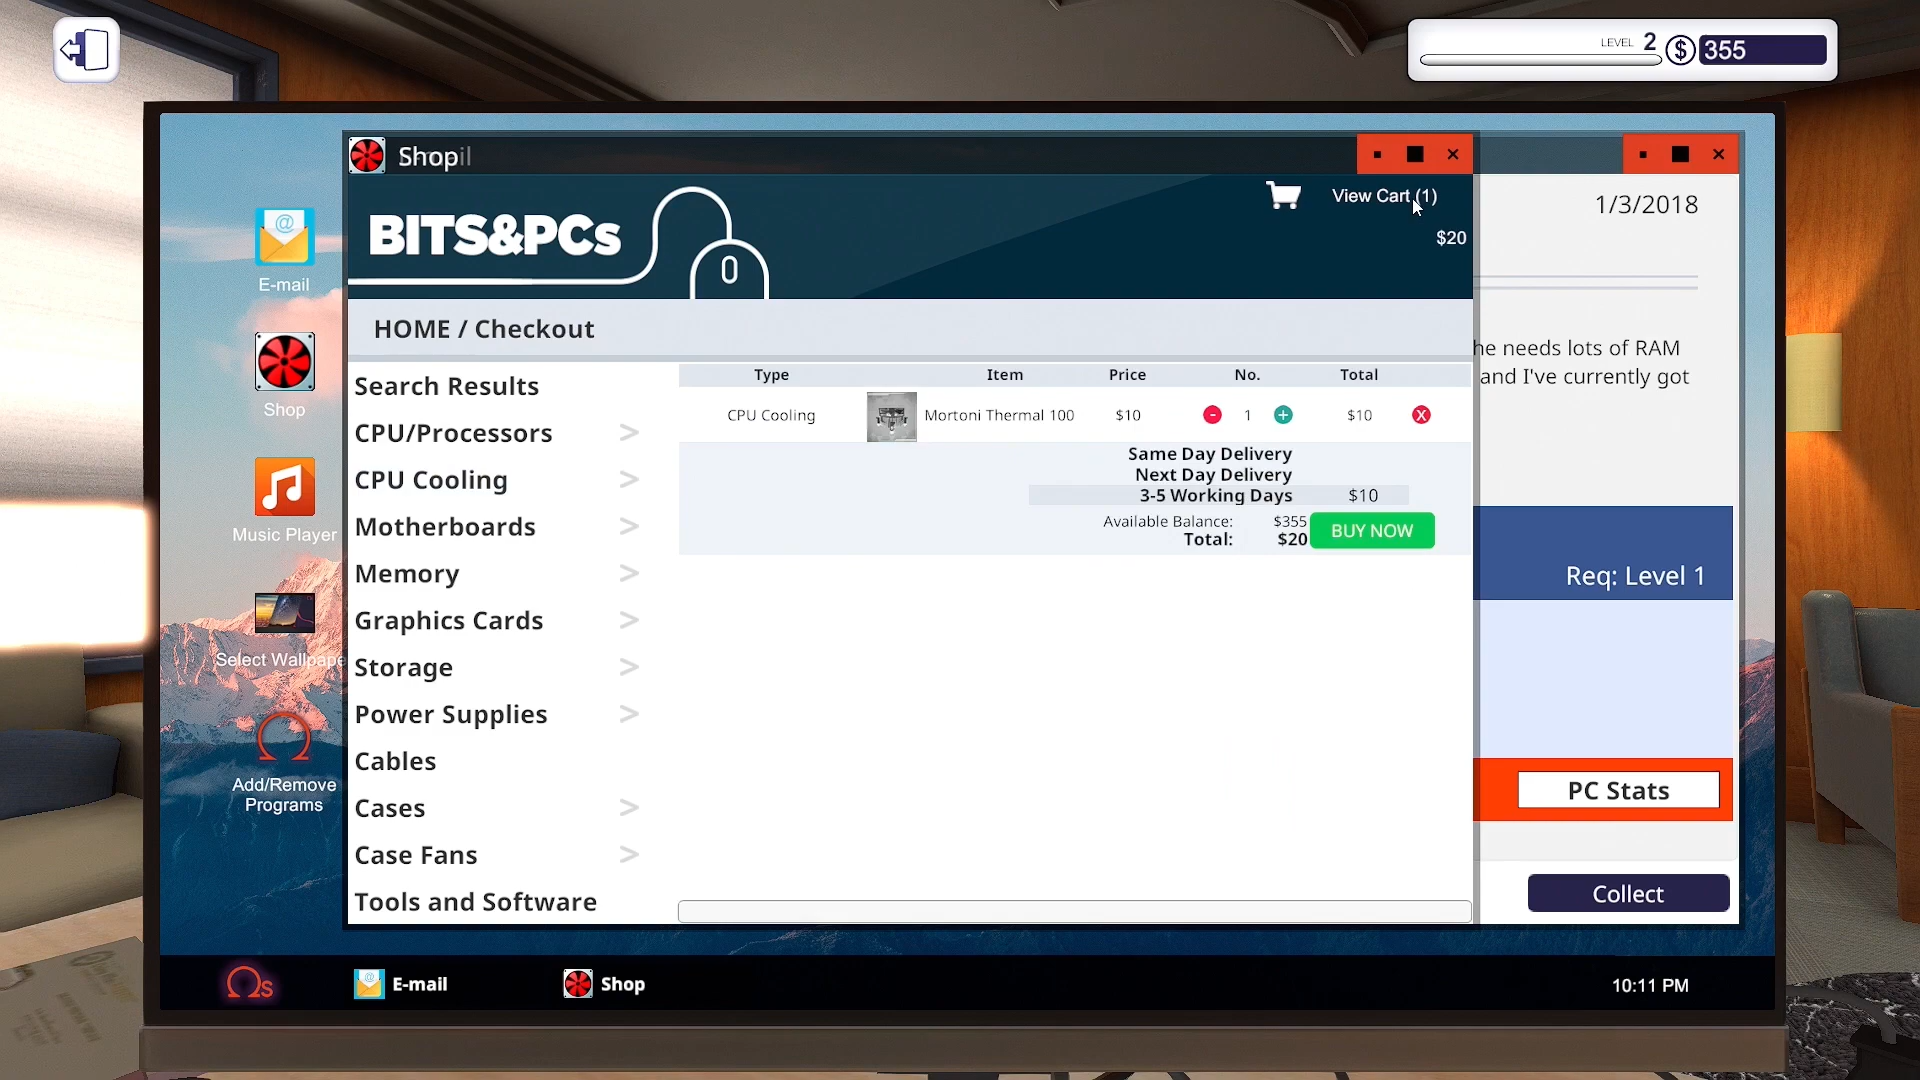 LEVEL 2 $ 355
Shop
BITS&PCs
View Cart (1)
$20
1/3/2018
HOME / Checkout
E-mail
Shop
Music Player
Select Wallpape
Add/Remove
Programs
Search Results
CPU/Processors >
CPU Cooling >
Motherboards >
Memory >
Graphics Cards >
Storage >
Power Supplies >
Cables
Cases >
Case Fans >
Tools and Software
Type Item Price No. Total
CPU Cooling Mortoni Thermal 100 $10 - 1 + $10 X
Same Day Delivery
Next Day Delivery
3-5 Working Days $10
Available Balance: $355
Total: $20
BUY NOW
he needs lots of RAM
and I've currently got
Req: Level 1
PC Stats
Collect
Ωs E-mail Shop 10:11 PM